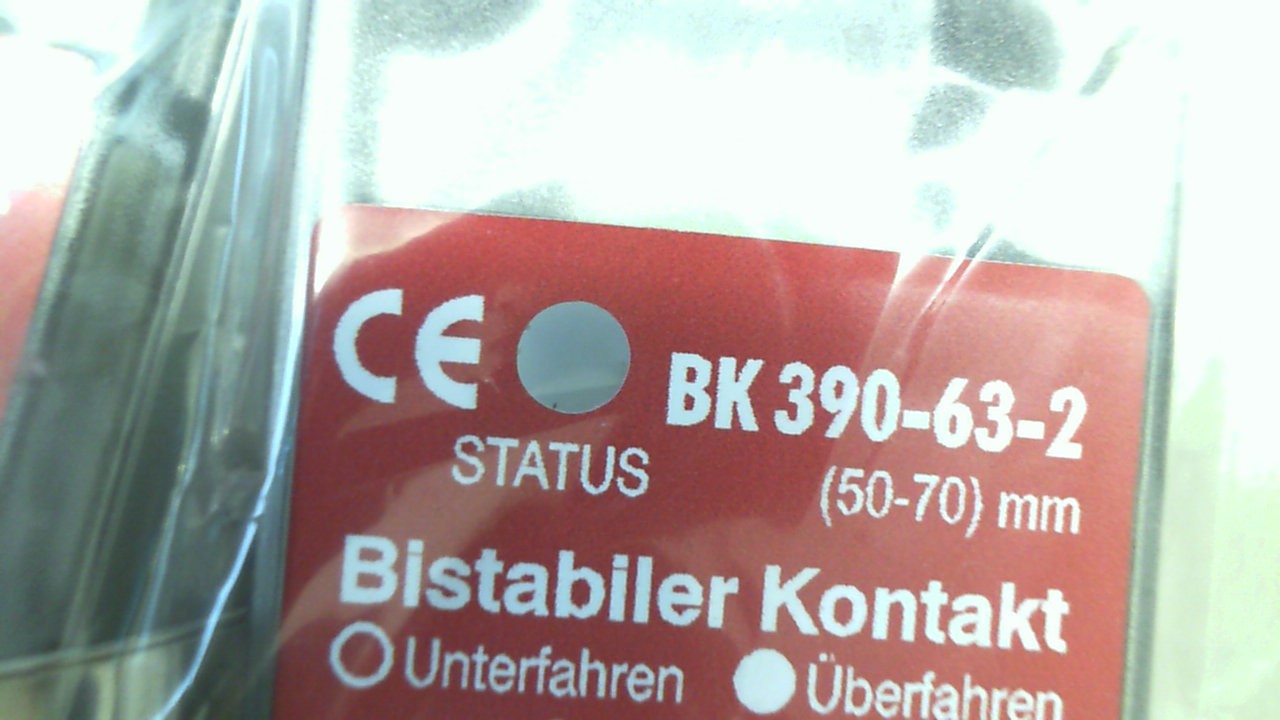 CE BK 390-63-2
STATUS (50-70) mm
Bistabiler Kontakt
Unterfahren Überfahren